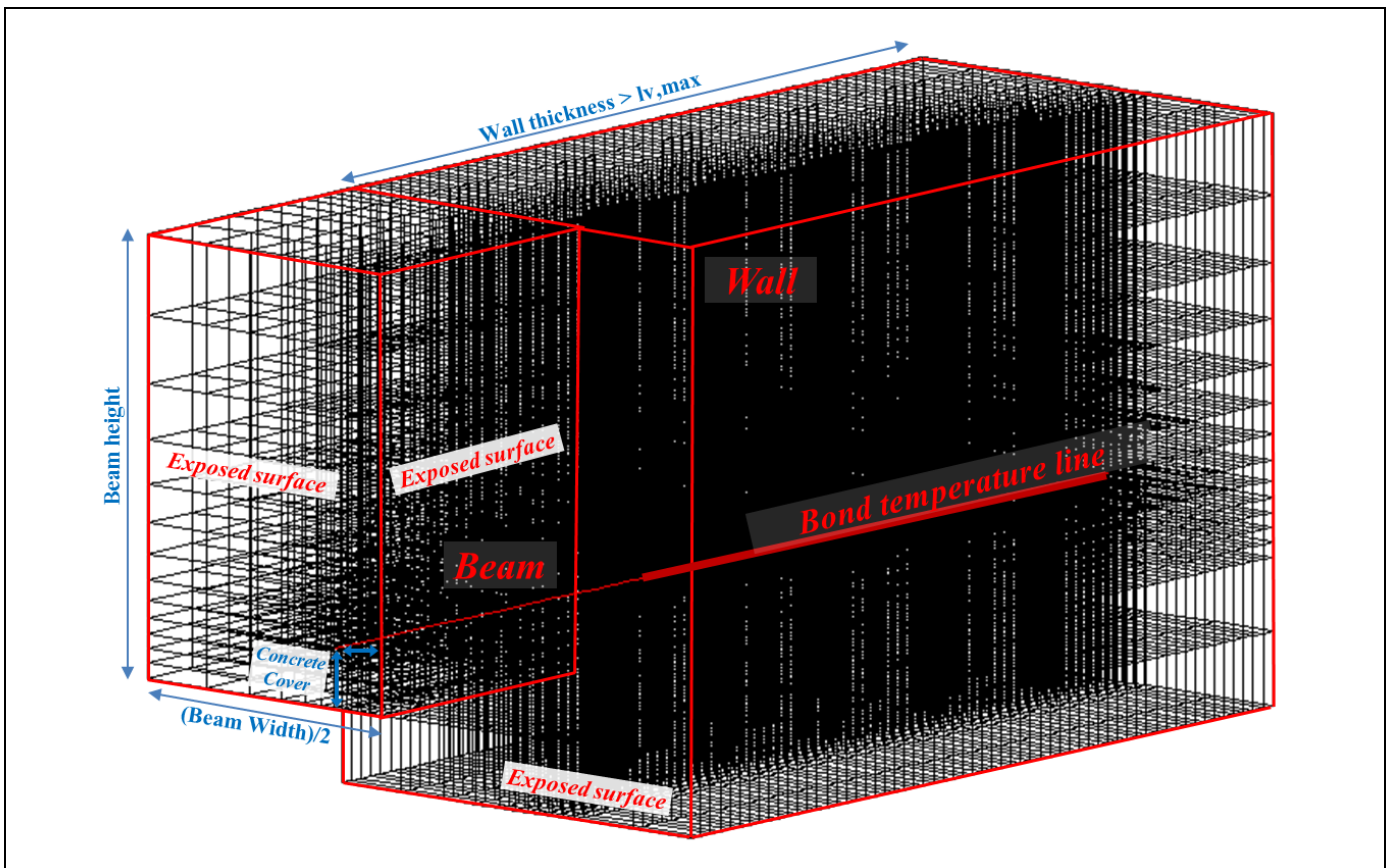 Wall thickness > lv,max
Wall
Beam height
Exposed surface
Exposed surface
Bond temperature line
Beam
Concrete
Cover
(Beam Width)/2
Exposed surface